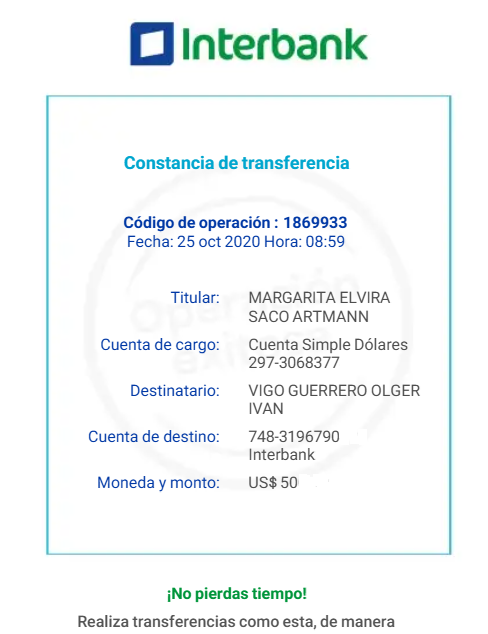 Interbank
Constancia de transferencia
Código de operación : 1869933
Fecha: 25 oct 2020 Hora: 08:59
Operación
exitosa
Titular: MARGARITA ELVIRA
SACO ARTMANN
Cuenta de cargo: Cuenta Simple Dólares
297-3068377
Destinatario: VIGO GUERRERO OLGER
IVAN
Cuenta de destino: 748-3196790
Interbank
Moneda y monto: US$ 50
¡No pierdas tiempo!
Realiza transferencias como esta, de manera